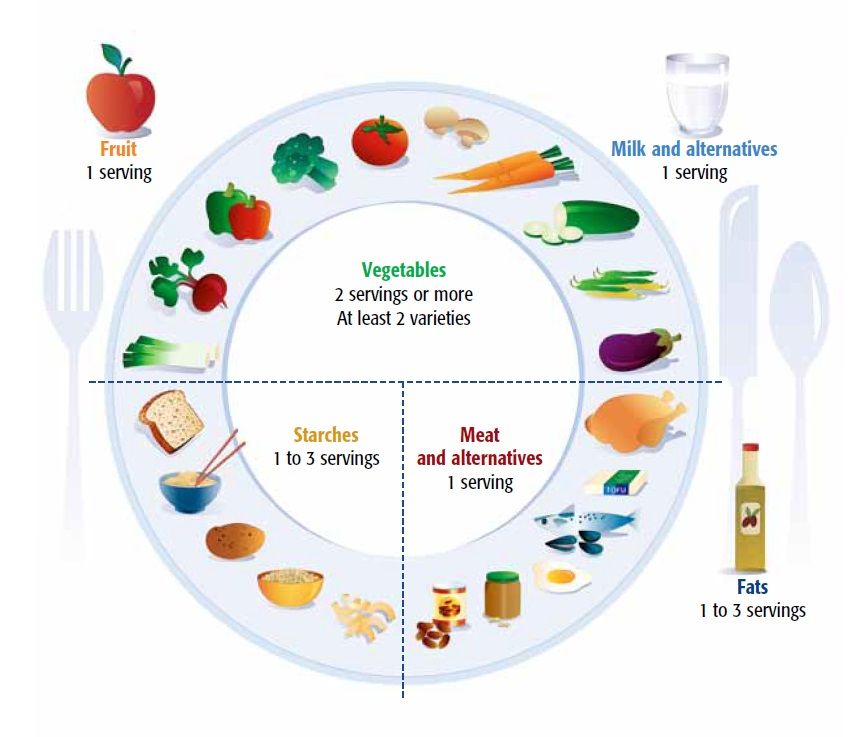 Fruit
1 serving
Milk and alternatives
1 serving
Vegetables
2 servings or more
At least 2 varieties
Starches
1 to 3 servings
Meat
and alternatives
1 serving
TOFU
Fats
1 to 3 servings